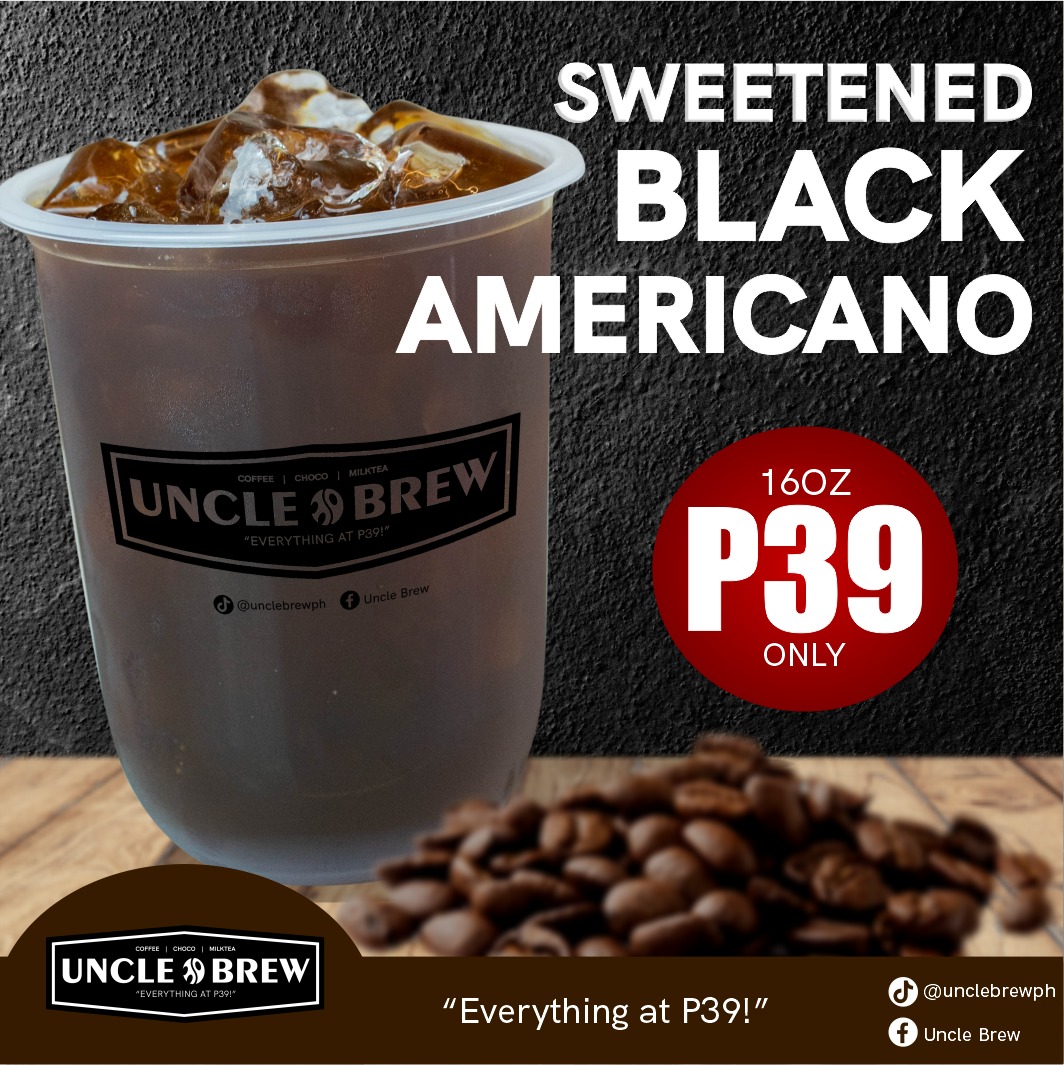 SWEETENED
BLACK
AMERICANO
16OZ
P39
ONLY
COFFEE | CHOCO | MILKTEA
UNCLE BREW
“EVERYTHING AT P39!”
@unclebrewph Uncle Brew
COFFEE | CHOCO | MILKTEA
UNCLE BREW
“EVERYTHING AT P39!”
“Everything at P39!”
@unclebrewph
Uncle Brew